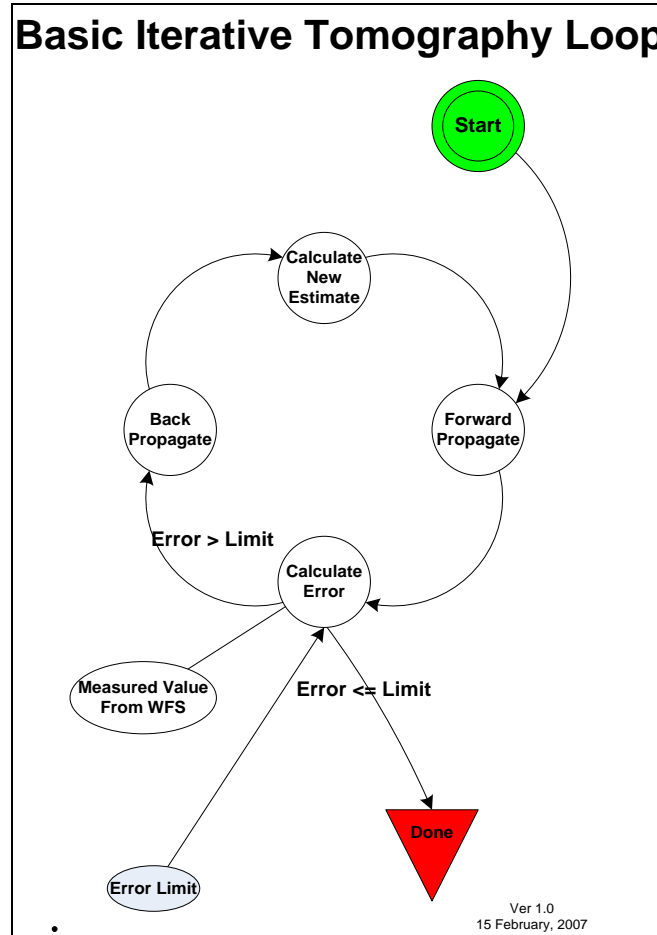 Basic Iterative Tomography Loop
Start
Calculate
New
Estimate
Back
Propagate
Forward
Propagate
Error > Limit
Calculate
Error
Measured Value
From WFS
Error <= Limit
Done
Error Limit
Ver 1.0
15 February, 2007